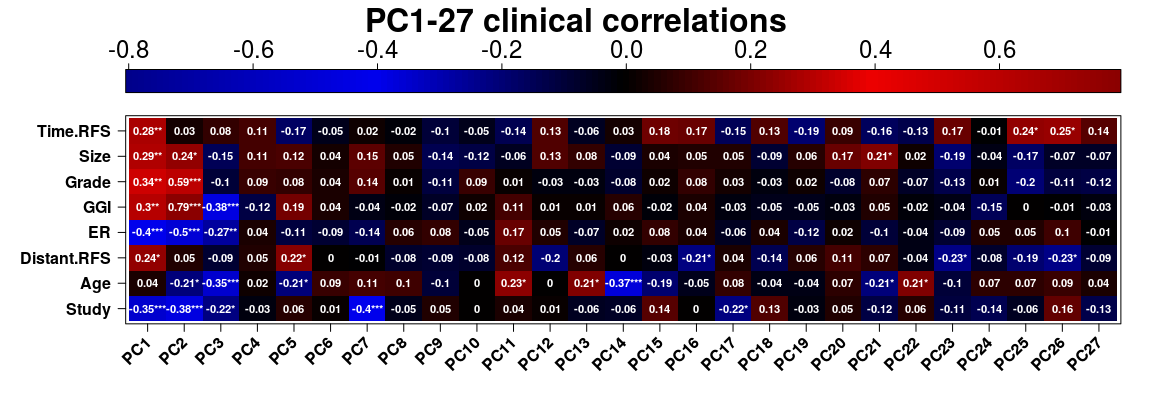 PC1-27 clinical correlations
-0.8 -0.6 -0.4 -0.2 0.0 0.2 0.4 0.6
Time.RFS 0.28** 0.03 0.08 0.11 -0.17 -0.05 0.02 -0.02 -0.1 -0.05 -0.14 0.13 -0.06 0.03 0.18 0.17 -0.15 0.13 -0.19 0.09 -0.16 -0.13 0.17 -0.01 0.24* 0.25* 0.14
Size 0.29** 0.24* -0.15 0.11 0.12 0.04 0.15 0.05 -0.14 -0.12 -0.06 0.13 0.08 -0.09 0.04 0.05 0.05 -0.09 0.06 0.17 0.21* 0.02 -0.19 -0.04 -0.17 -0.07 -0.07
Grade 0.34** 0.59*** -0.1 0.09 0.08 0.04 0.14 0.01 -0.11 0.09 0.01 -0.03 -0.03 -0.08 0.02 0.08 0.03 -0.03 0.02 -0.08 0.07 -0.07 -0.13 0.01 -0.2 -0.11 -0.12
GGI 0.3** 0.79*** -0.38*** -0.12 0.19 0.04 -0.04 -0.02 -0.07 0.02 0.11 0.01 0.01 0.06 -0.02 0.04 -0.03 -0.05 -0.05 -0.03 0.05 -0.02 -0.04 -0.15 0 -0.01 -0.03
ER -0.4*** -0.5*** -0.27** 0.04 -0.11 -0.09 -0.14 0.06 0.08 -0.05 0.17 0.05 -0.07 0.02 0.08 0.04 -0.06 0.04 -0.12 0.02 -0.1 -0.04 -0.09 0.05 0.05 0.1 -0.01
Distant.RFS 0.24* 0.05 -0.09 0.05 0.22* 0 -0.01 -0.08 -0.09 -0.08 0.12 -0.2 0.06 0 -0.03 -0.21* 0.04 -0.14 0.06 0.11 0.07 -0.04 -0.23* -0.08 -0.19 -0.23* -0.09
Age 0.04 -0.21* -0.35*** 0.02 -0.21* 0.09 0.11 0.1 -0.1 0 0.23* 0 0.21* -0.37*** -0.19 -0.05 0.08 -0.04 -0.04 0.07 -0.21* 0.21* -0.1 0.07 0.07 0.09 0.04
Study -0.35*** -0.38*** -0.22* -0.03 0.06 0.01 -0.4*** -0.05 0.05 0 0.04 0.01 -0.06 -0.06 0.14 0 -0.22* 0.13 -0.03 0.05 -0.12 0.06 -0.11 -0.14 -0.06 0.16 -0.13
PC1 PC2 PC3 PC4 PC5 PC6 PC7 PC8 PC9 PC10 PC11 PC12 PC13 PC14 PC15 PC16 PC17 PC18 PC19 PC20 PC21 PC22 PC23 PC24 PC25 PC26 PC27